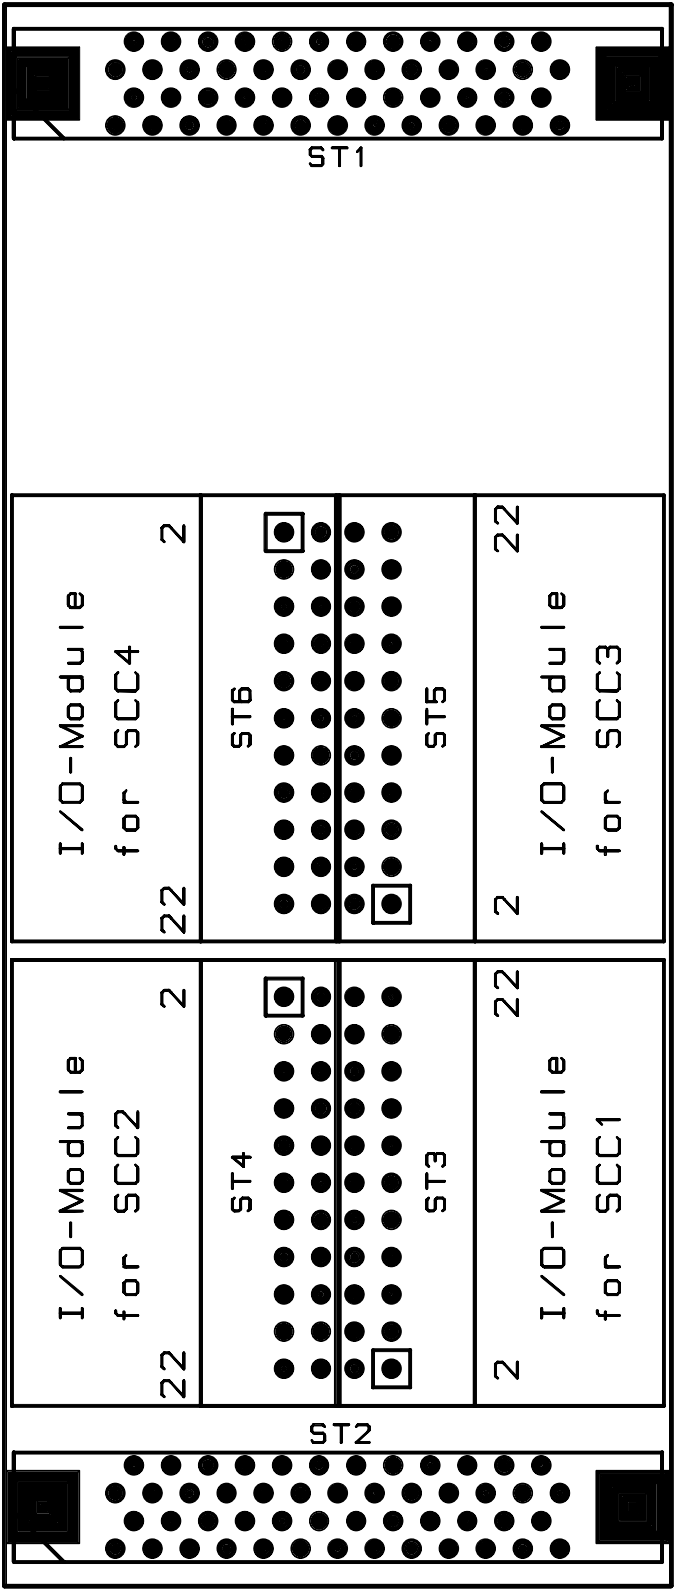 ST1
2
22
I/O-Module
for SCC4
ST6
ST5
I/O-Module
for SCC3
22
2
2
22
I/O-Module
for SCC2
ST4
ST3
I/O-Module
for SCC1
22
2
ST2